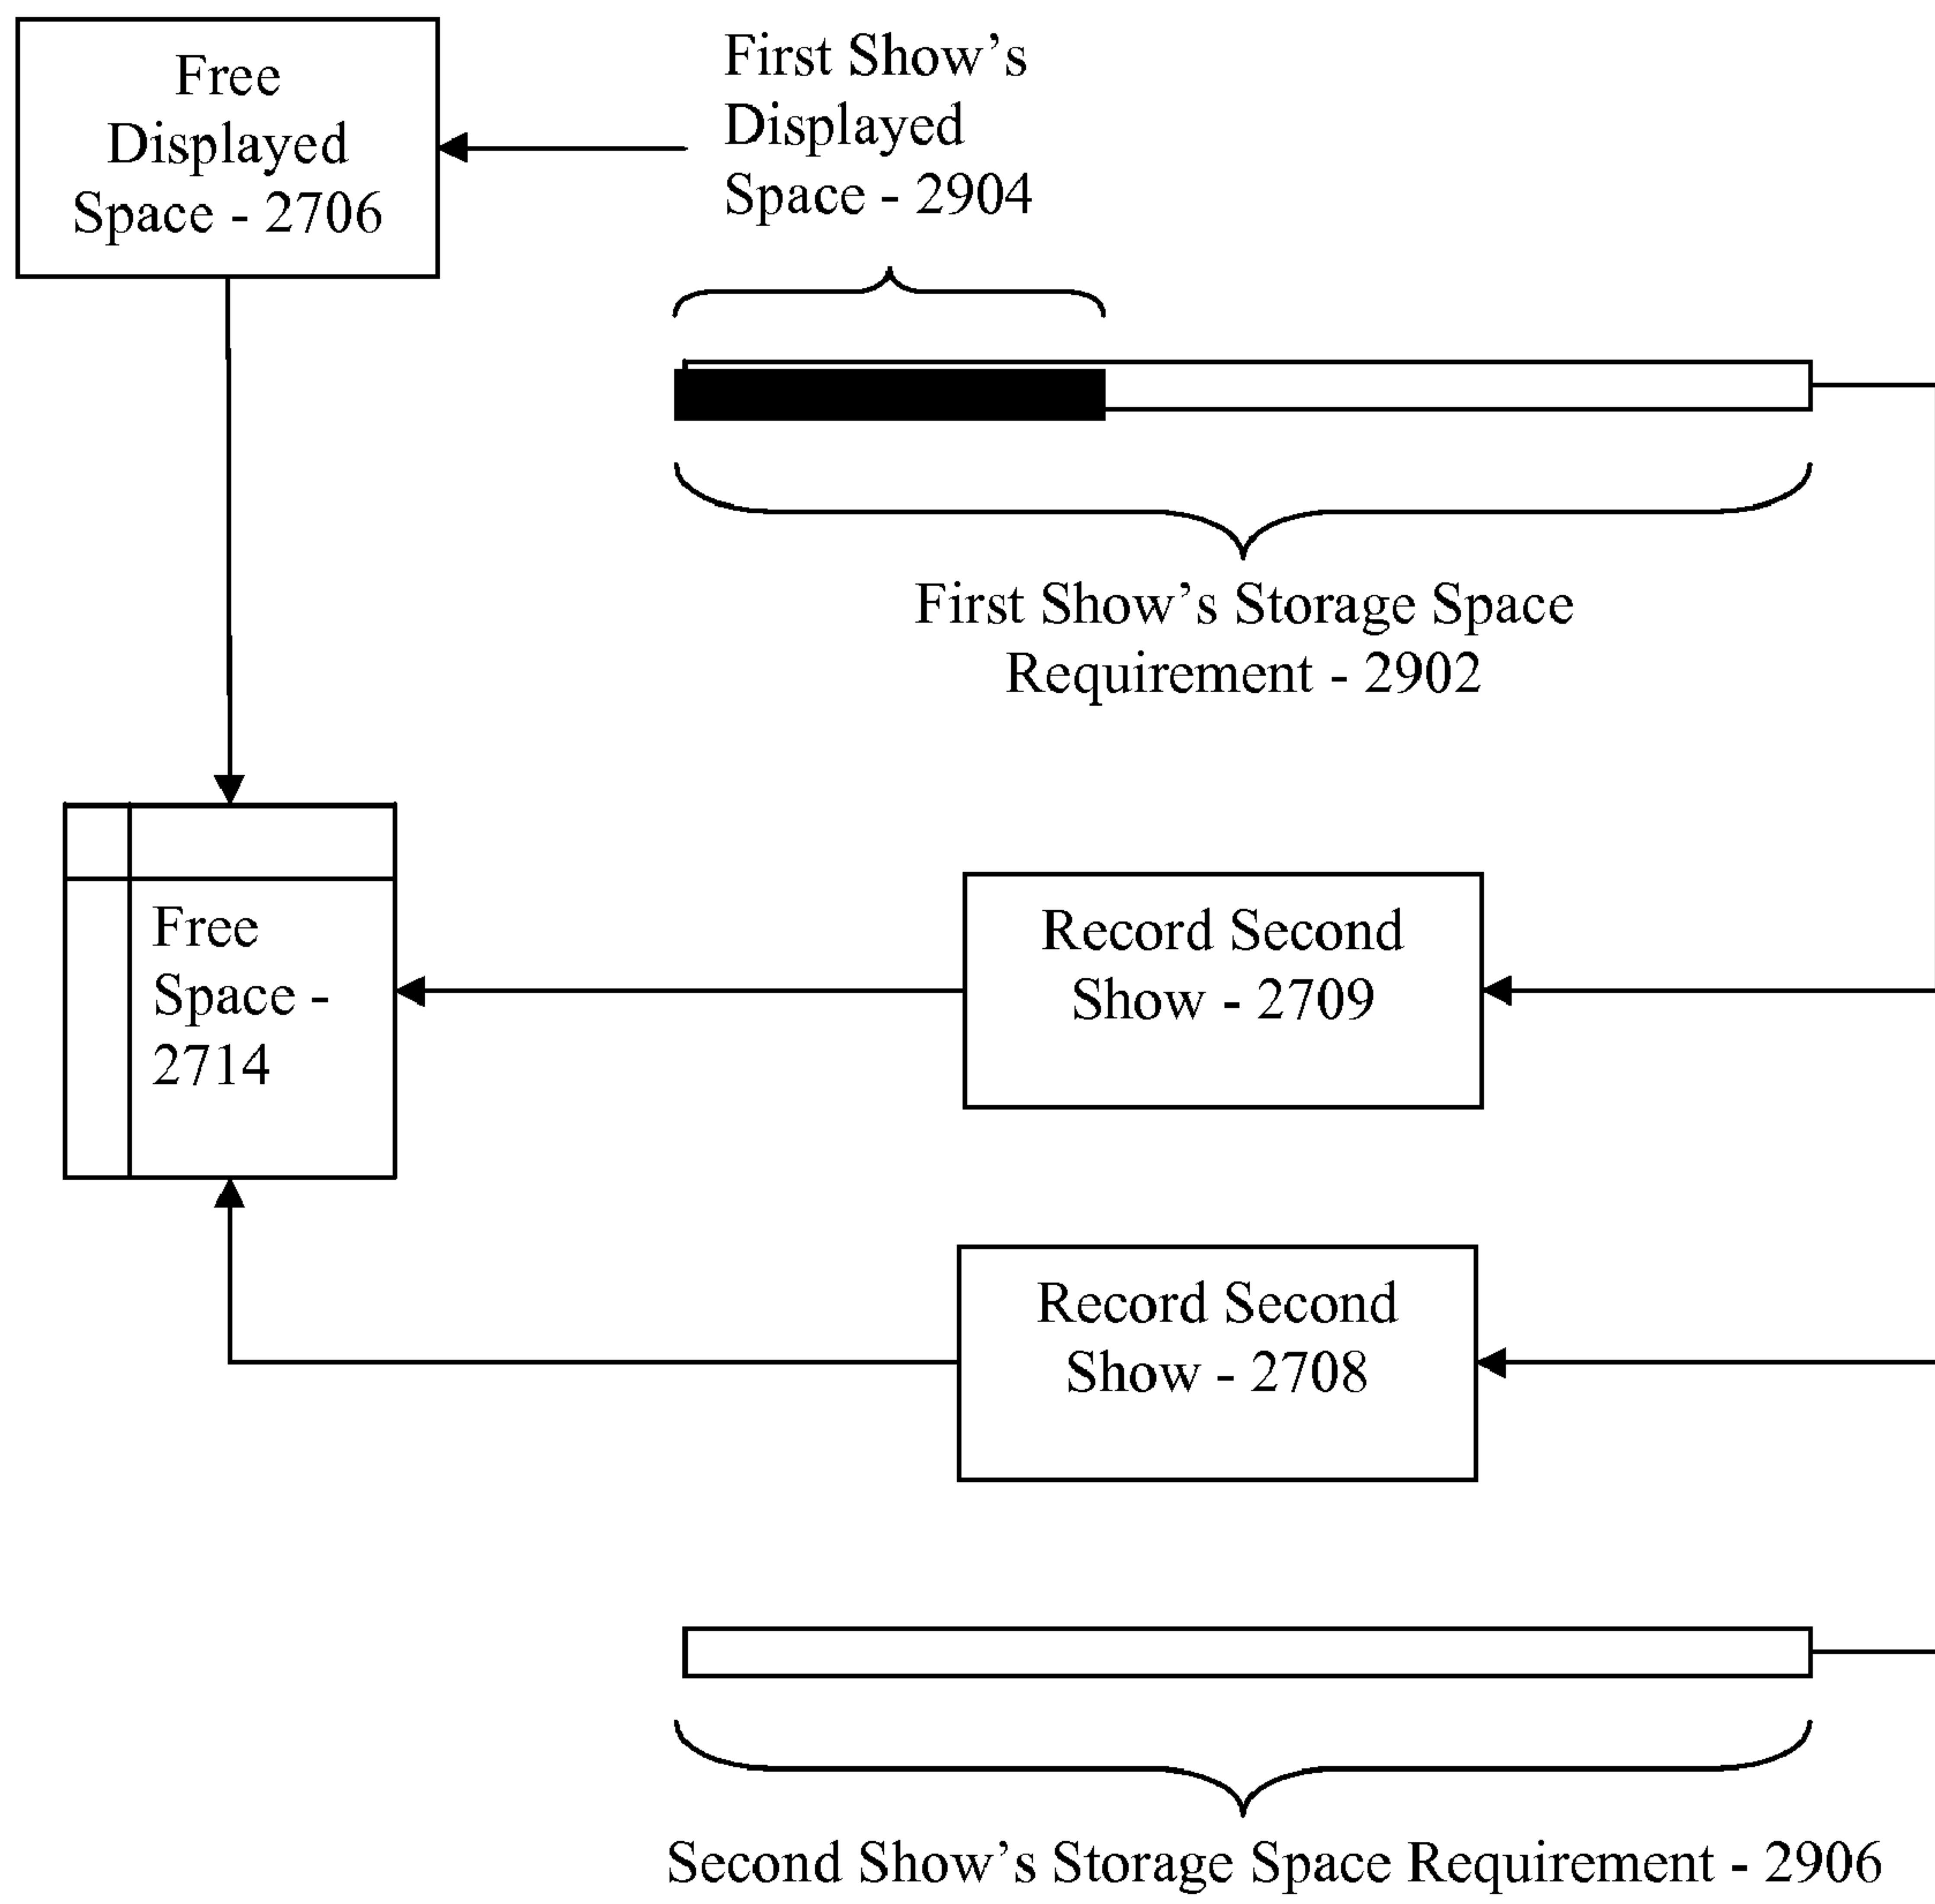 Free
Displayed
Space - 2706
First Show’s
Displayed
Space - 2904
First Show’s Storage Space
Requirement - 2902
Free
Space -
2714
Record Second
Show - 2709
Record Second
Show - 2708
Second Show’s Storage Space Requirement - 2906